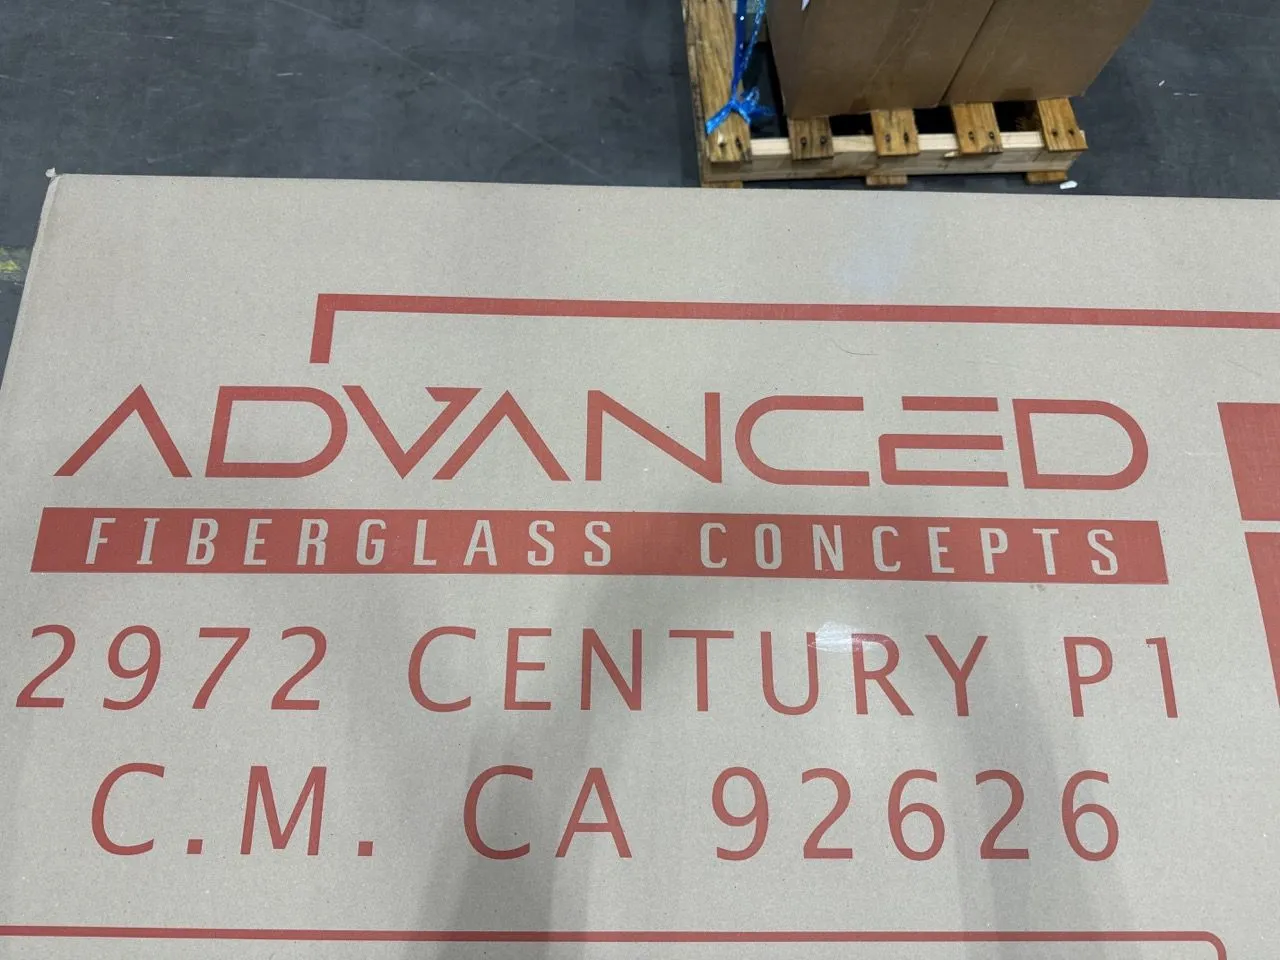 ADVANCED
FIBERGLASS CONCEPTS
2972 CENTURY P1
C.M. CA 92626